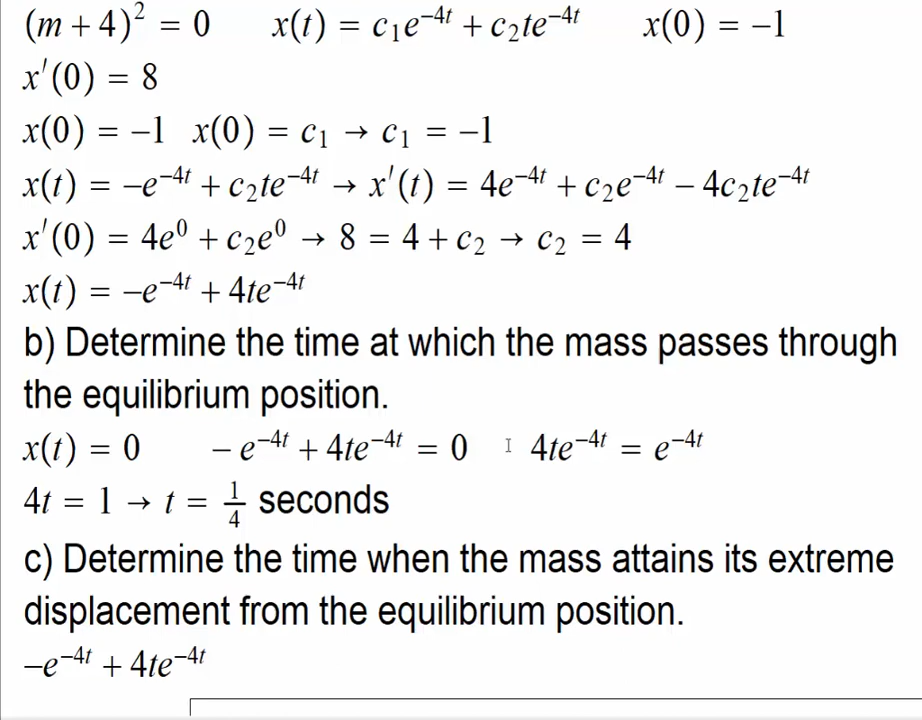 (m + 4)² = 0 x(t) = c₁e⁻⁴ᵗ + c₂te⁻⁴ᵗ x(0) = −1
x′(0) = 8
x(0) = −1 x(0) = c₁ → c₁ = −1
x(t) = −e⁻⁴ᵗ + c₂te⁻⁴ᵗ → x′(t) = 4e⁻⁴ᵗ + c₂e⁻⁴ᵗ − 4c₂te⁻⁴ᵗ
x′(0) = 4e⁰ + c₂e⁰ → 8 = 4 + c₂ → c₂ = 4
x(t) = −e⁻⁴ᵗ + 4te⁻⁴ᵗ
b) Determine the time at which the mass passes through
the equilibrium position.
x(t) = 0 − e⁻⁴ᵗ + 4te⁻⁴ᵗ = 0 4te⁻⁴ᵗ = e⁻⁴ᵗ
4t = 1 → t = 1/4 seconds
c) Determine the time when the mass attains its extreme
displacement from the equilibrium position.
−e⁻⁴ᵗ + 4te⁻⁴ᵗ